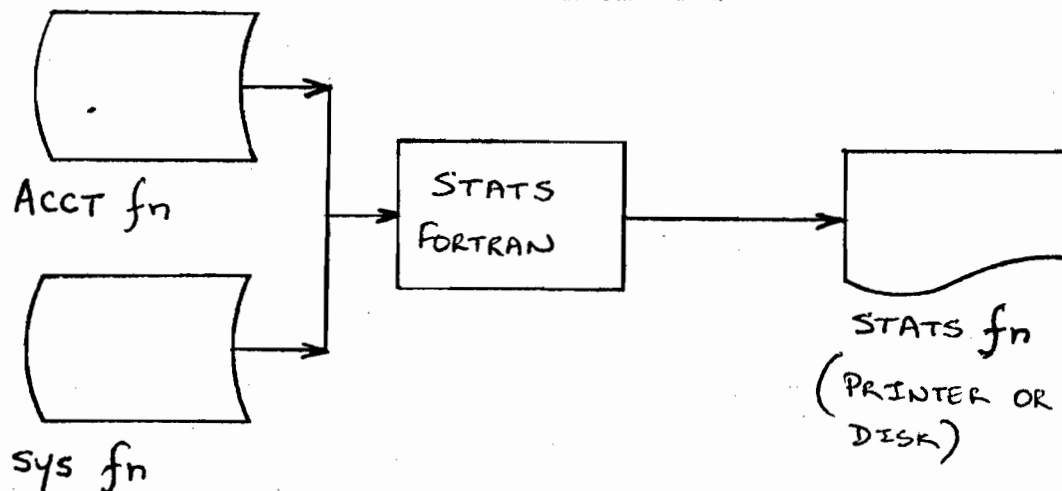 ACCT fn
STATS
FORTRAN
STATS fn
(PRINTER OR
DISK)
sys fn